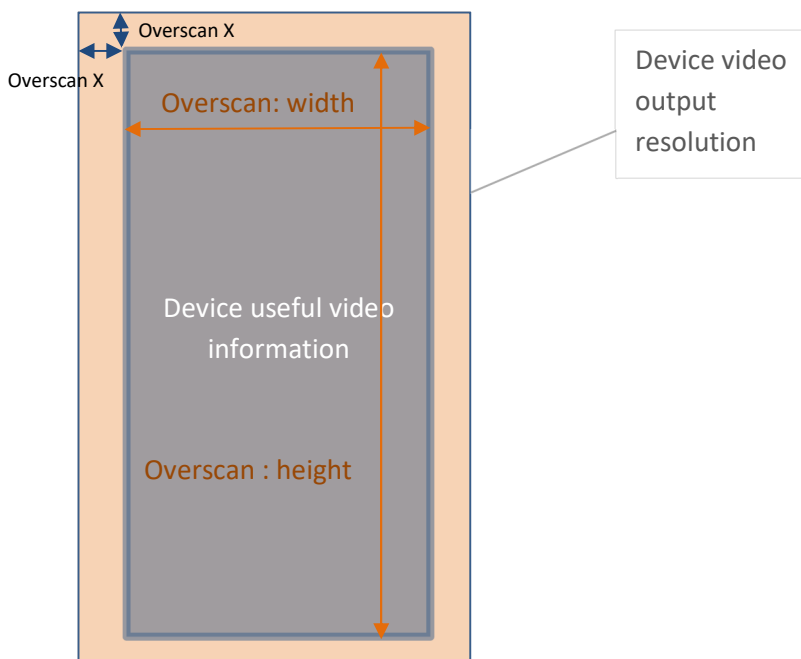 Overscan X
Overscan X
Overscan: width
Device video
output
resolution
Device useful video
information
Overscan : height